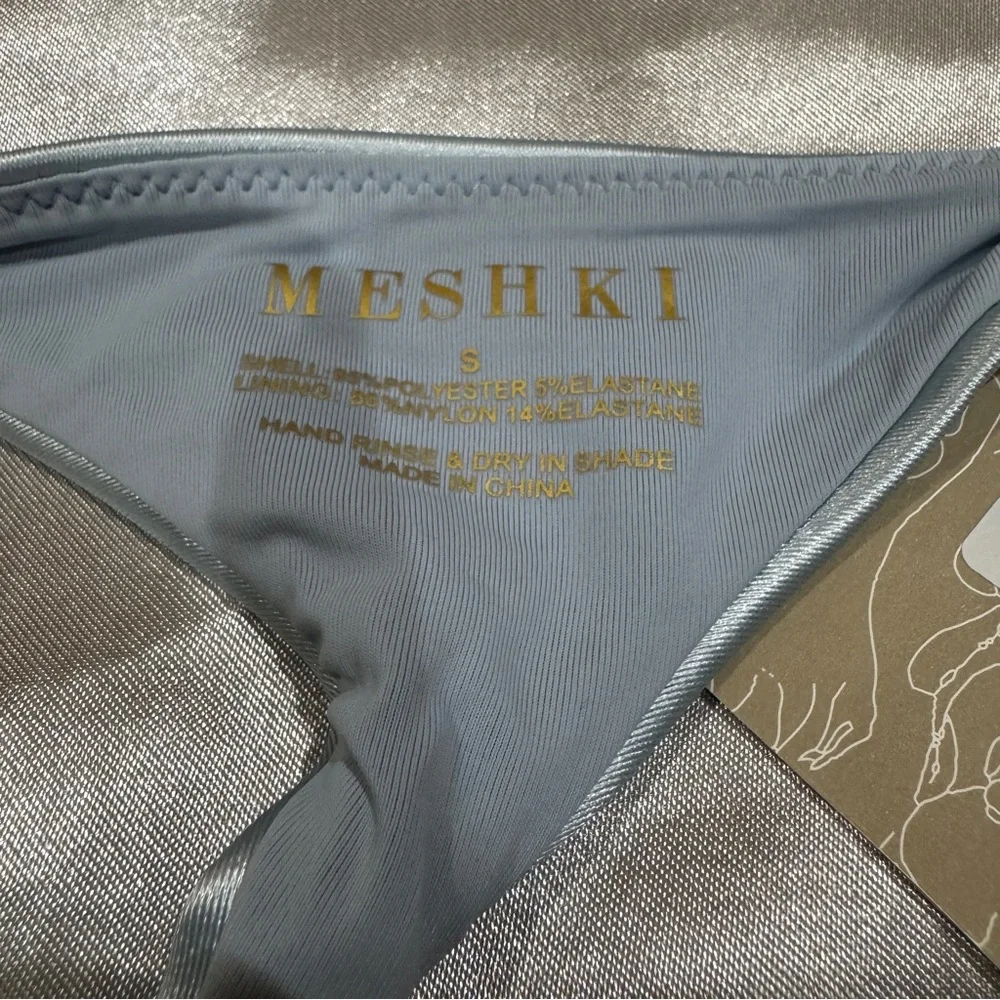 MESHKI
S
SHELL: 95%POLYESTER 5%ELASTANE
LINING: 86%NYLON 14%ELASTANE
HAND RINSE & DRY IN SHADE
MADE IN CHINA